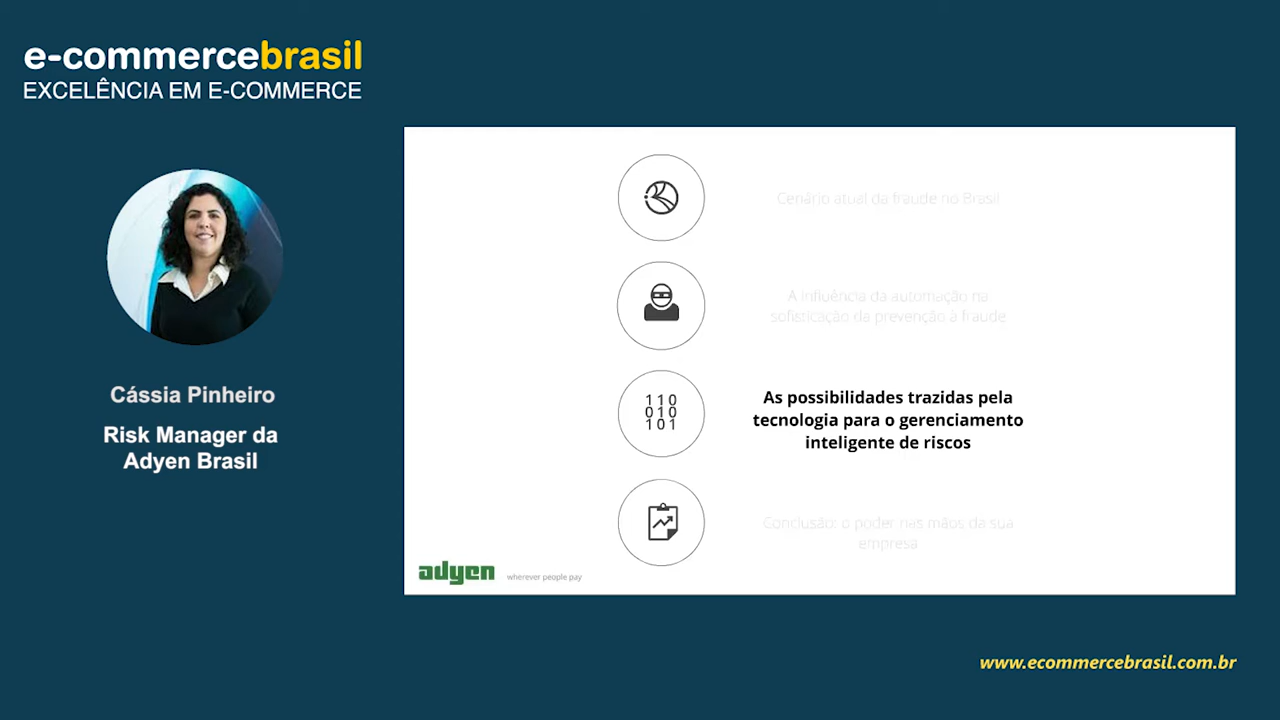 e-commercebrasil
EXCELÊNCIA EM E-COMMERCE
Cássia Pinheiro
Risk Manager da
Adyen Brasil
Cenário atual da fraude no Brasil
A influência da automação na
sofisticação da prevenção à fraude
110
010
101
As possibilidades trazidas pela
tecnologia para o gerenciamento
inteligente de riscos
Conclusão: o poder nas mãos da sua
empresa
adyen wherever people pay
www.ecommercebrasil.com.br